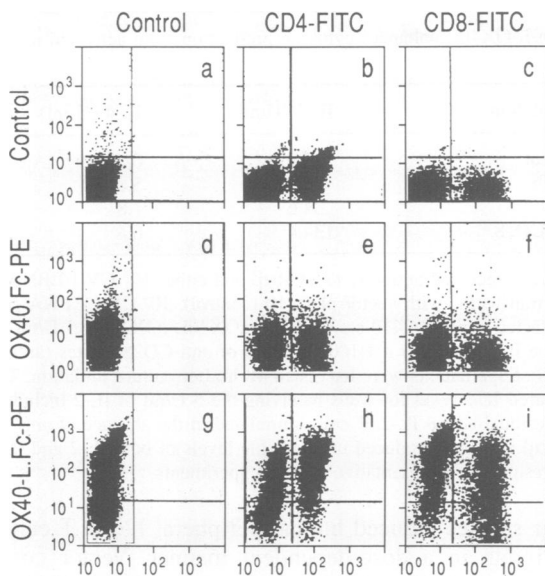 Control CD4-FITC CD8-FITC
Control
a b c
10³
10²
10¹
10⁰
OX40.Fc-PE
d e f
10³
10²
10¹
10⁰
OX40-L.Fc-PE
g h i
10³
10²
10¹
10⁰
10⁰ 10¹ 10² 10³ 10⁰ 10¹ 10² 10³ 10⁰ 10¹ 10² 10³